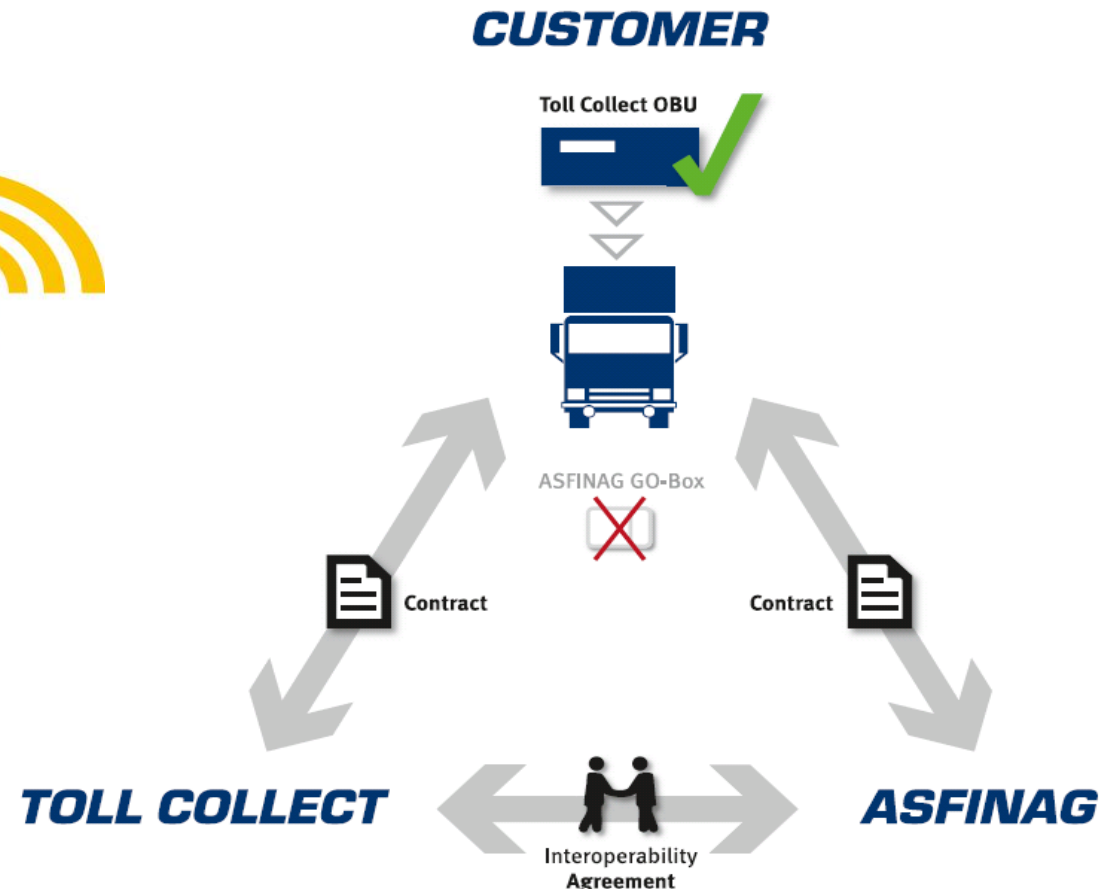 CUSTOMER
Toll Collect OBU
ASFINAG GO-Box
Contract
Contract
TOLL COLLECT
ASFINAG
Interoperability
Agreement